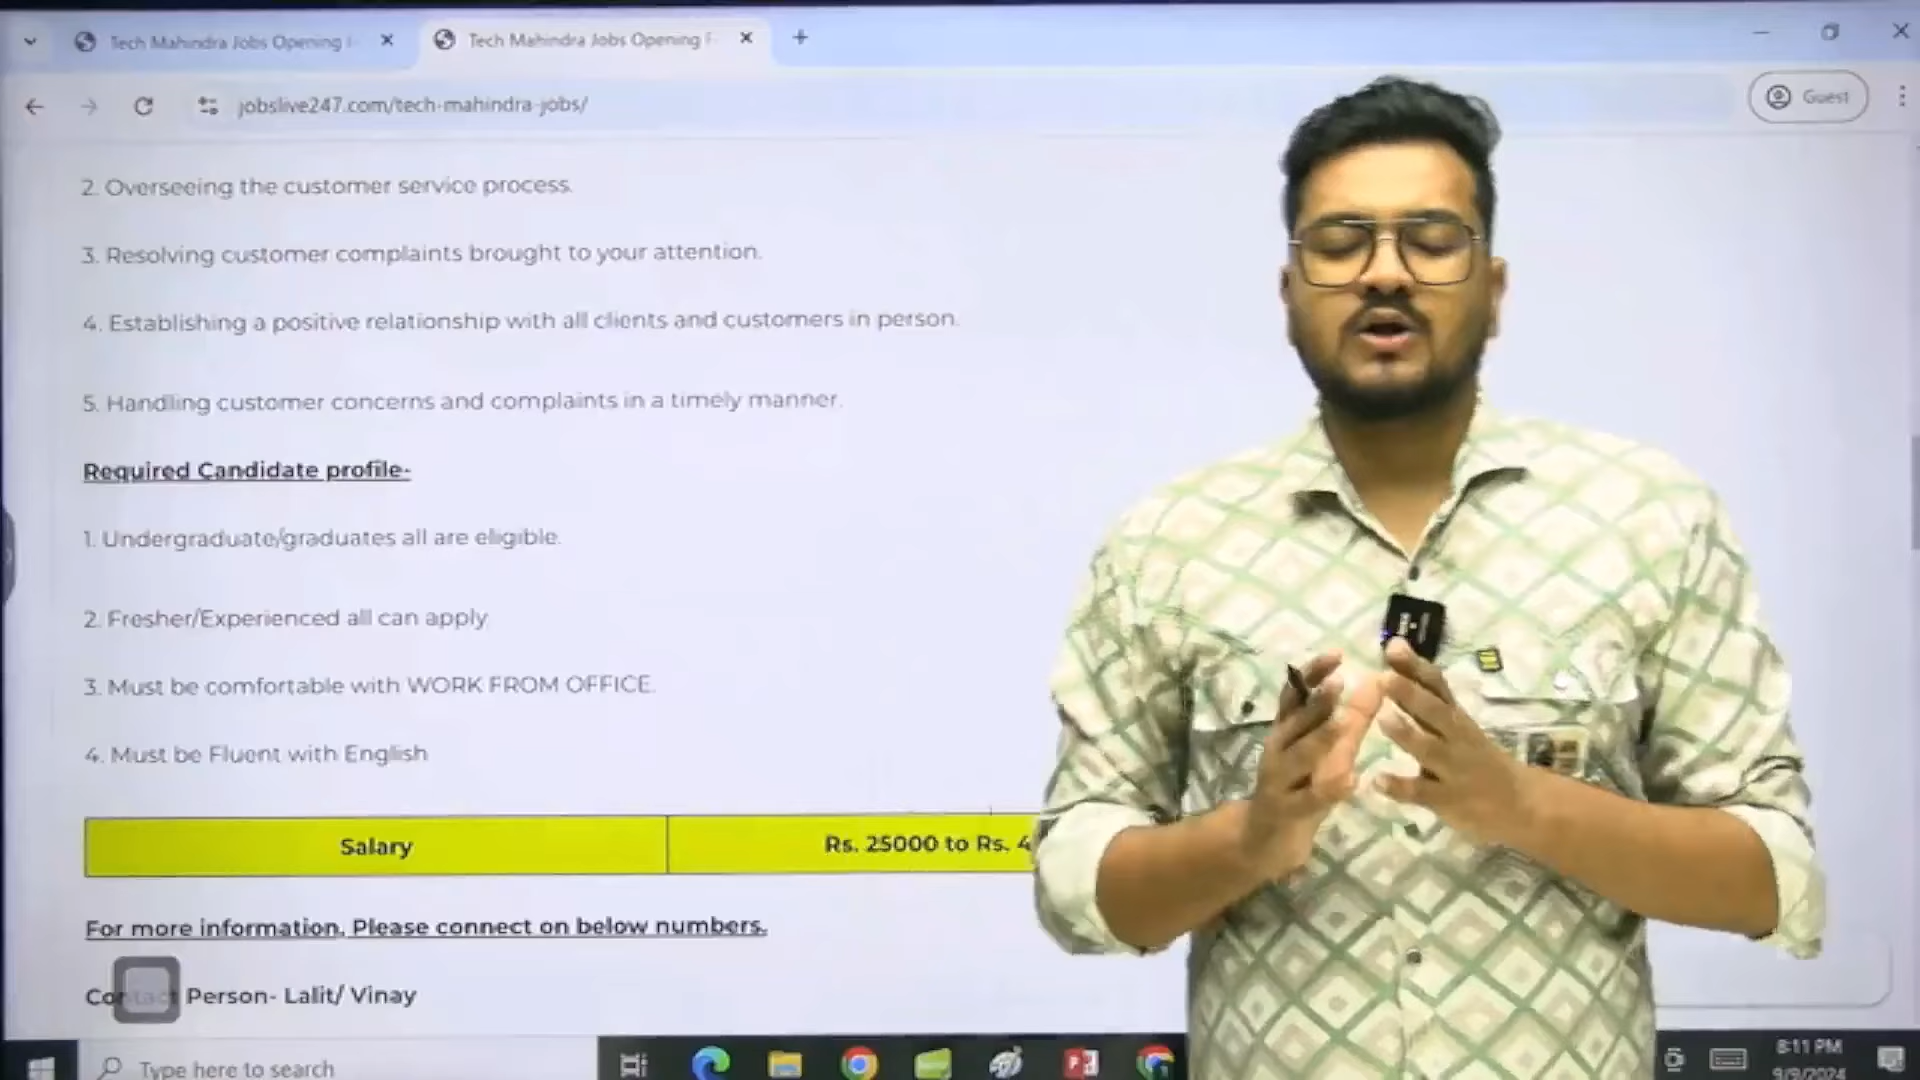 Tech Mahindra Jobs Opening
Tech Mahindra Jobs Opening F
jobslive247.com/tech-mahindra-jobs/
Guest
2. Overseeing the customer service process.
3. Resolving customer complaints brought to your attention.
4. Establishing a positive relationship with all clients and customers in person.
5. Handling customer concerns and complaints in a timely manner.
Required Candidate profile-
1. Undergraduate/graduates all are eligible.
2. Fresher/Experienced all can apply
3. Must be comfortable with WORK FROM OFFICE.
4. Must be Fluent with English
Salary
Rs. 25000 to Rs. 4
For more information, Please connect on below numbers.
Contact Person- Lalit/ Vinay
Type here to search
8:11 PM
9/9/2024